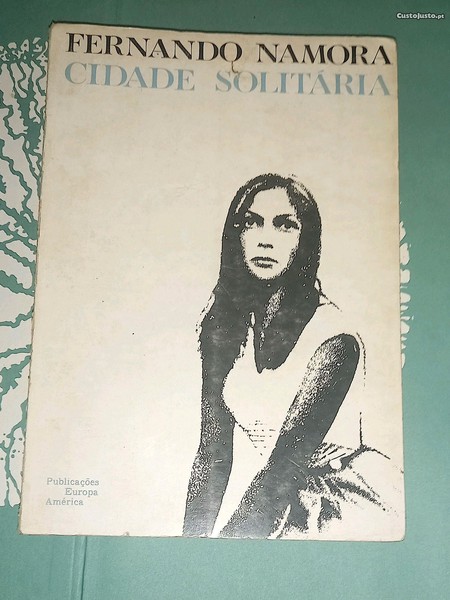 CustoJusto.pt
FERNANDO NAMORA
CIDADE SOLITÁRIA
Publicações
Europa
América